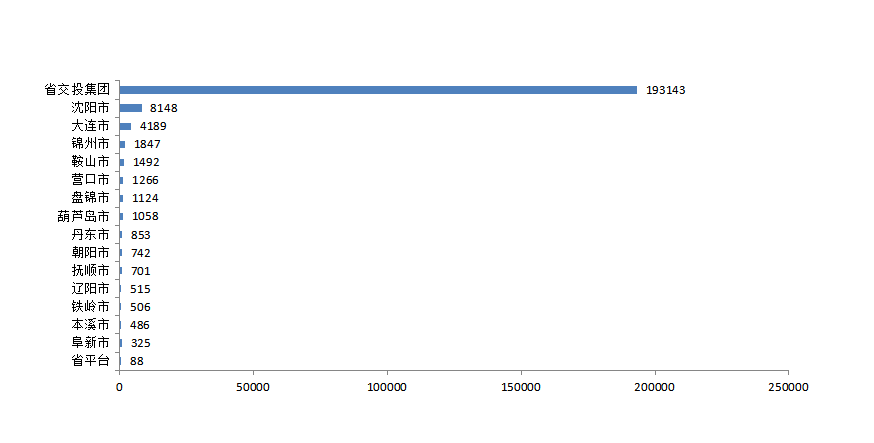 省交投集团 193143
沈阳市 8148
大连市 4189
锦州市 1847
鞍山市 1492
营口市 1266
盘锦市 1124
葫芦岛市 1058
丹东市 853
朝阳市 742
抚顺市 701
辽阳市 515
铁岭市 506
本溪市 486
阜新市 325
省平台 88
0 50000 100000 150000 200000 250000